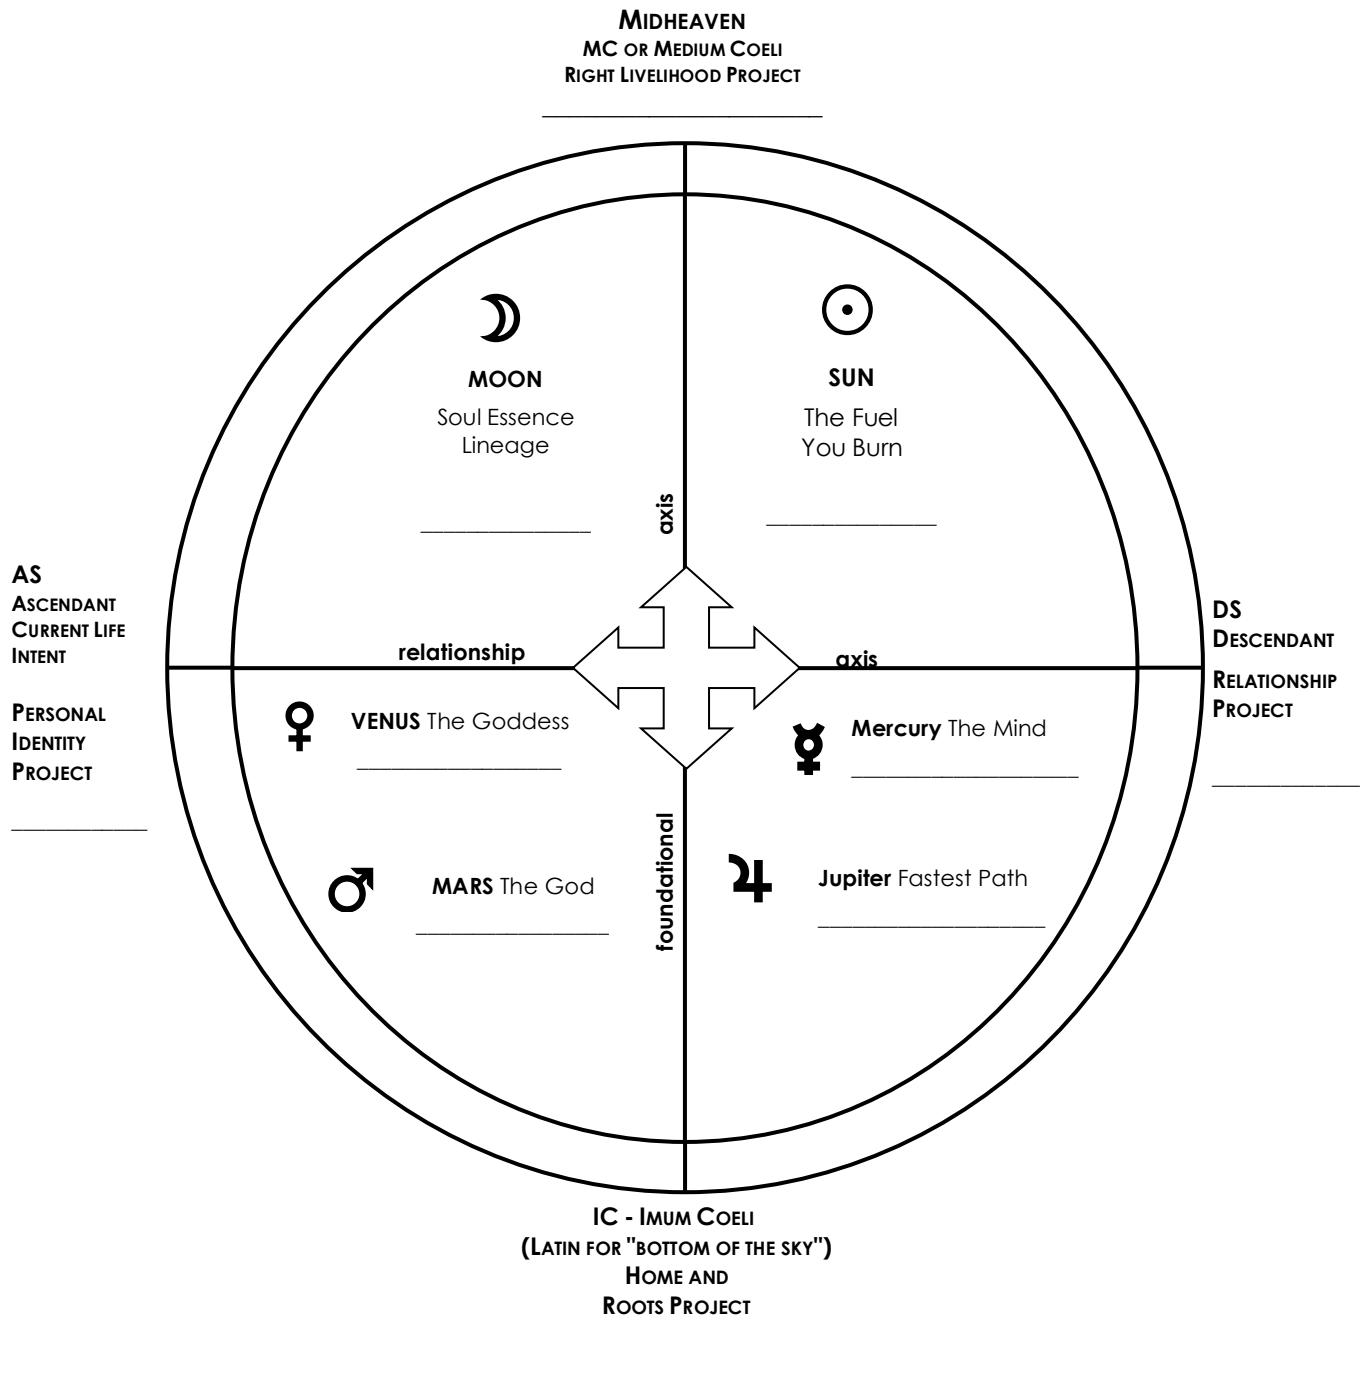 MIDHEAVEN
MC OR MEDIUM COELI
RIGHT LIVELIHOOD PROJECT
MOON
Soul Essence
Lineage
SUN
The Fuel
You Burn
axis
AS
ASCENDANT
CURRENT LIFE
INTENT
PERSONAL
IDENTITY
PROJECT
relationship
axis
DS
DESCENDANT
RELATIONSHIP
PROJECT
VENUS The Goddess
Mercury The Mind
MARS The God
Jupiter Fastest Path
foundational
IC - IMUM COELI
(LATIN FOR "BOTTOM OF THE SKY")
HOME AND
ROOTS PROJECT